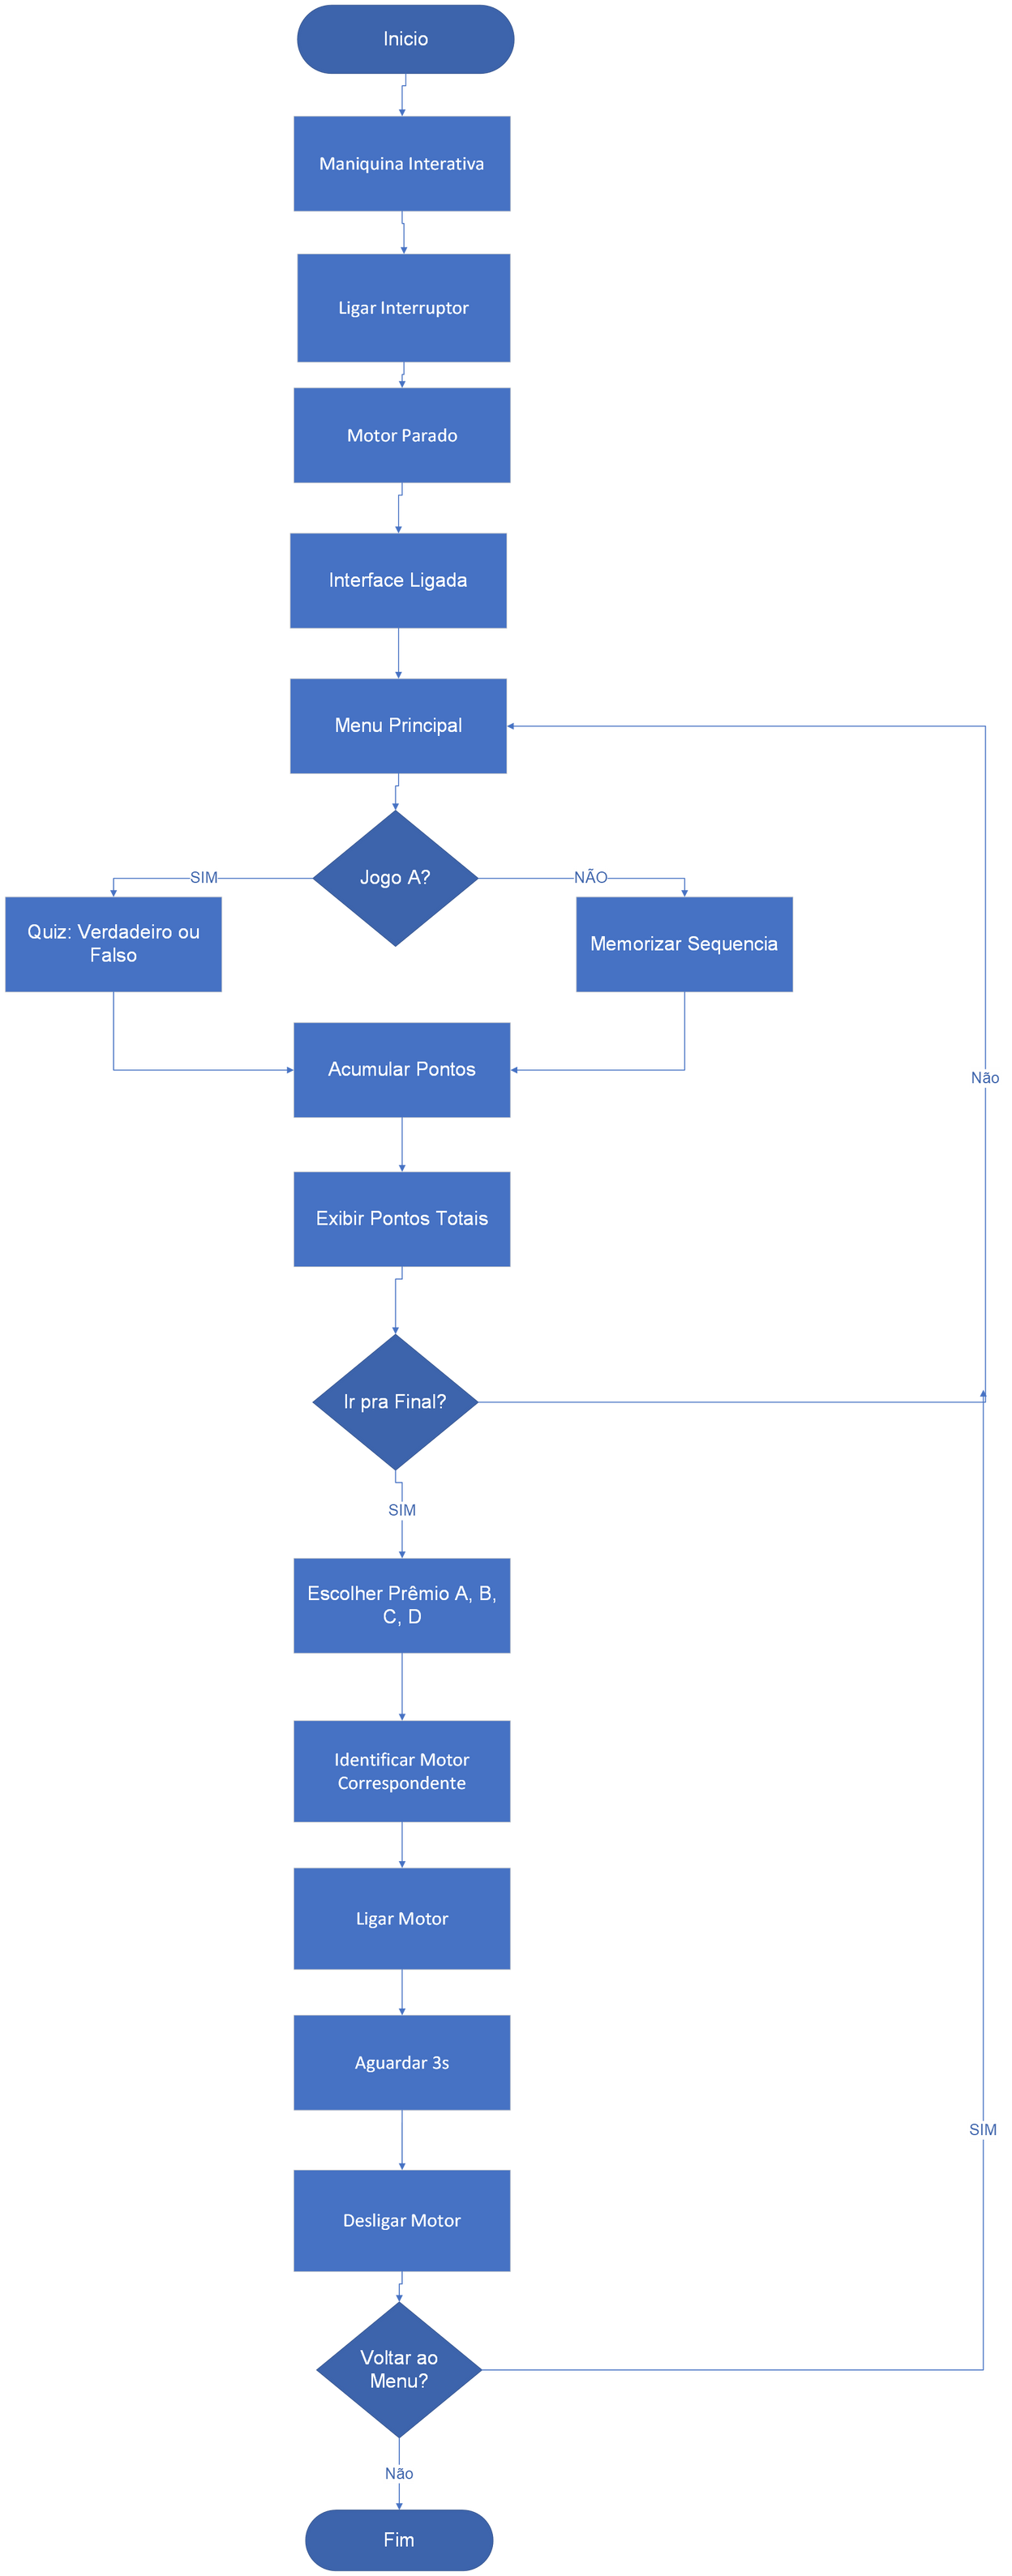 Inicio
Maniquina Interativa
Ligar Interruptor
Motor Parado
Interface Ligada
Menu Principal
Jogo A?
SIM
NÃO
Quiz: Verdadeiro ou
Falso
Memorizar Sequencia
Acumular Pontos
Não
Exibir Pontos Totais
Ir pra Final?
SIM
Escolher Prêmio A, B,
C, D
Identificar Motor
Correspondente
Ligar Motor
Aguardar 3s
SIM
Desligar Motor
Voltar ao
Menu?
Não
Fim